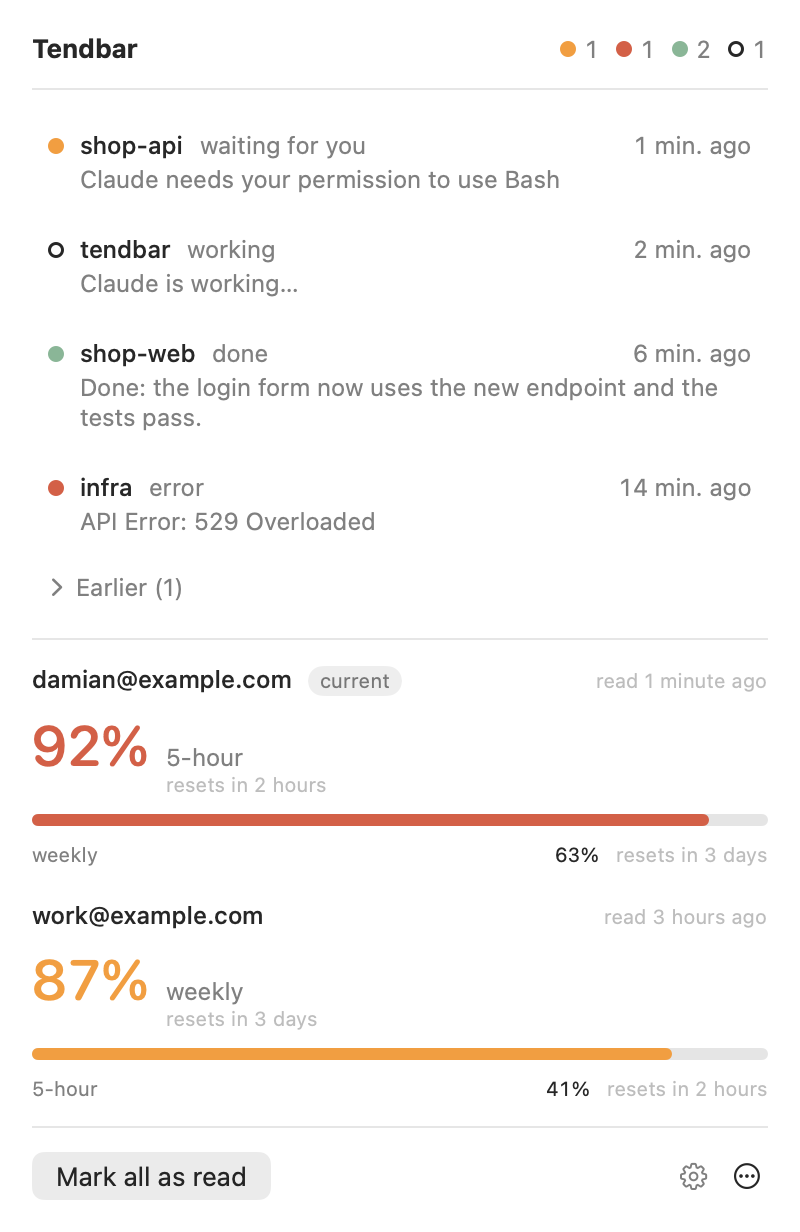 Tendbar 1 1 2 1
shop-api waiting for you 1 min. ago
Claude needs your permission to use Bash
tendbar working 2 min. ago
Claude is working...
shop-web done 6 min. ago
Done: the login form now uses the new endpoint and the
tests pass.
infra error 14 min. ago
API Error: 529 Overloaded
Earlier (1)
damian@example.com current read 1 minute ago
92% 5-hour
resets in 2 hours
weekly 63% resets in 3 days
work@example.com read 3 hours ago
87% weekly
resets in 3 days
5-hour 41% resets in 2 hours
Mark all as read